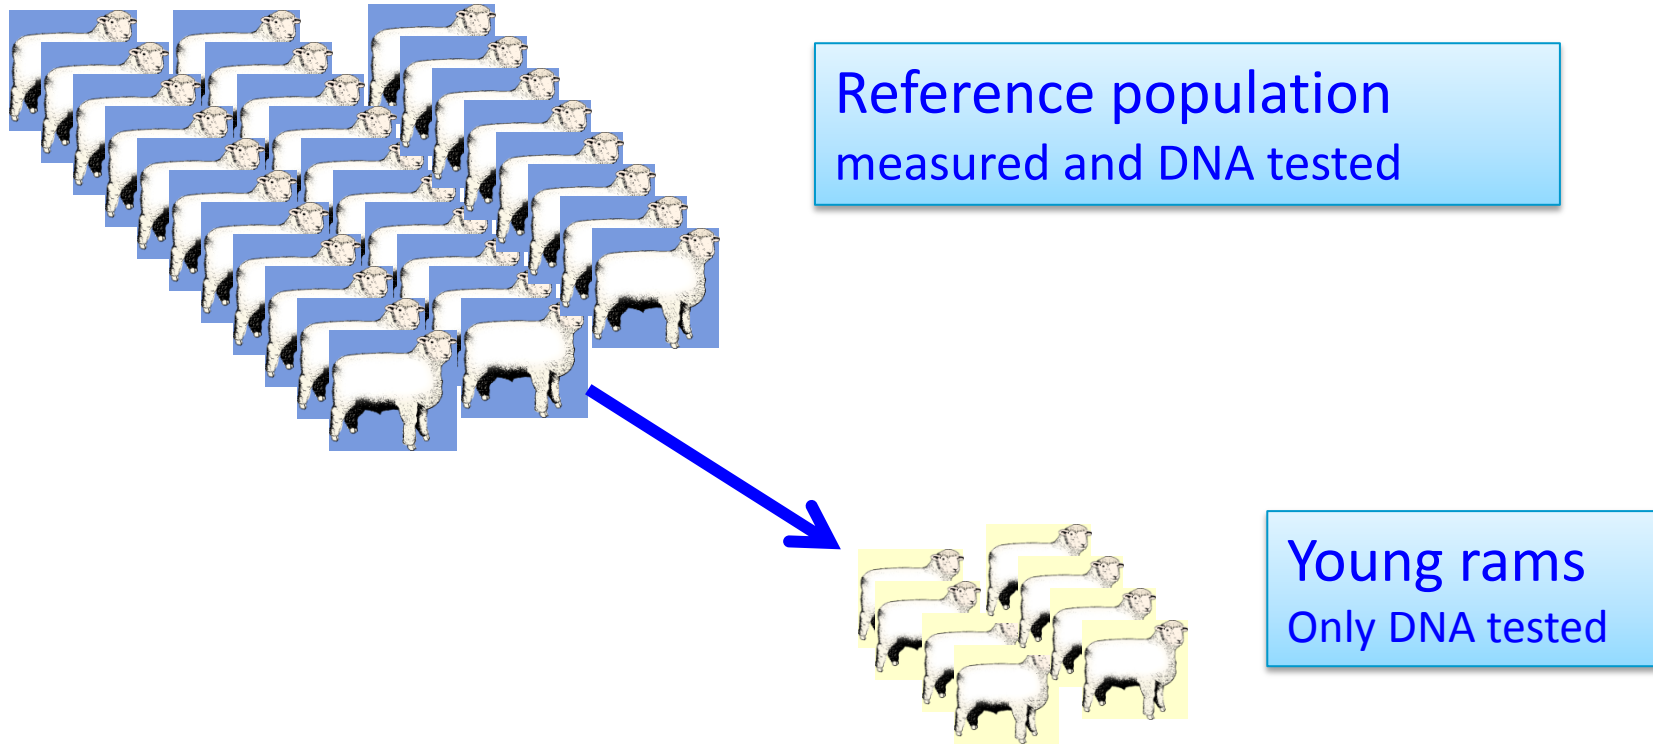 Reference population
measured and DNA tested
Young rams
Only DNA tested